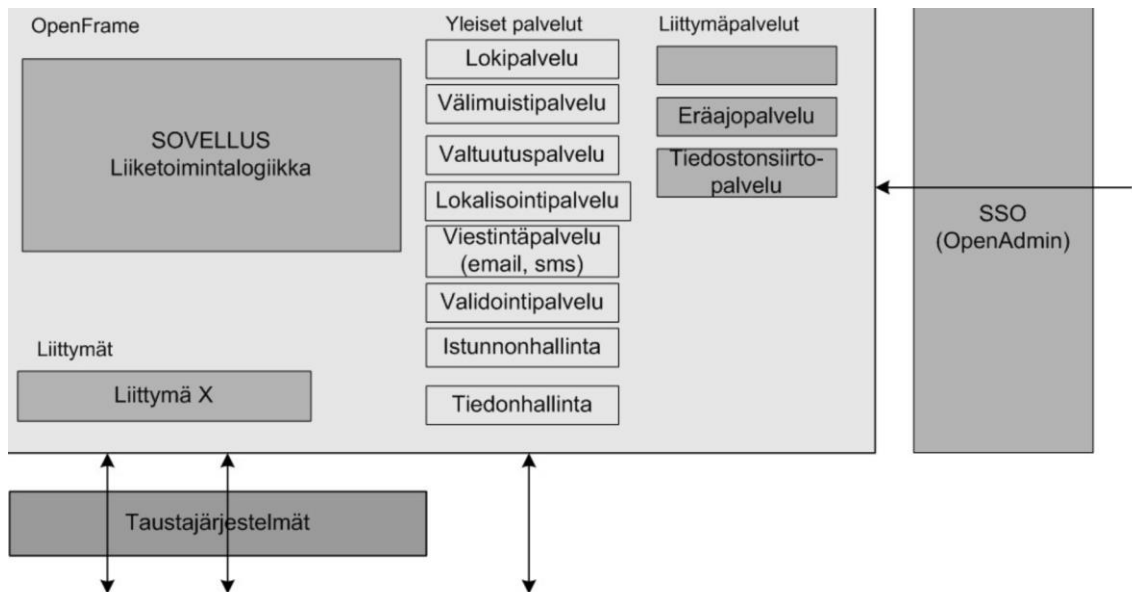 OpenFrame
SOVELLUS
Liiketoimintalogiikka
Liittymät
Liittymä X
Yleiset palvelut
Lokipalvelu
Välimuistipalvelu
Valtuutuspalvelu
Lokalisointipalvelu
Viestintäpalvelu
(email, sms)
Validointipalvelu
Istunnonhallinta
Tiedonhallinta
Liittymäpalvelut
Eräajopalvelu
Tiedostonsiirto-
palvelu
SSO
(OpenAdmin)
Taustajärjestelmät